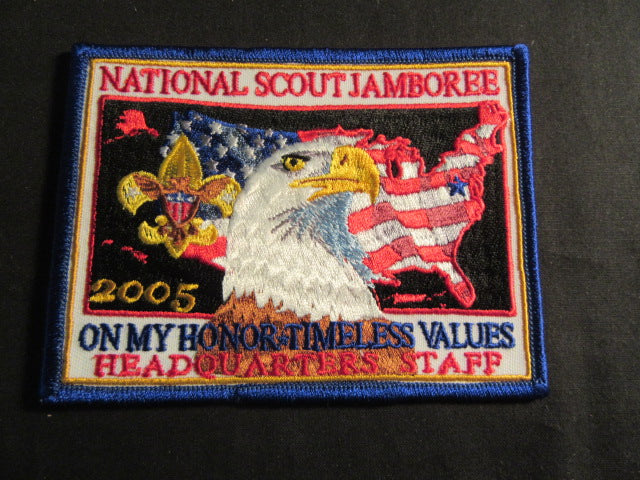 NATIONAL SCOUT JAMBOREE
2005
ON MY HONOR-TIMELESS VALUES
HEADQUARTERS STAFF